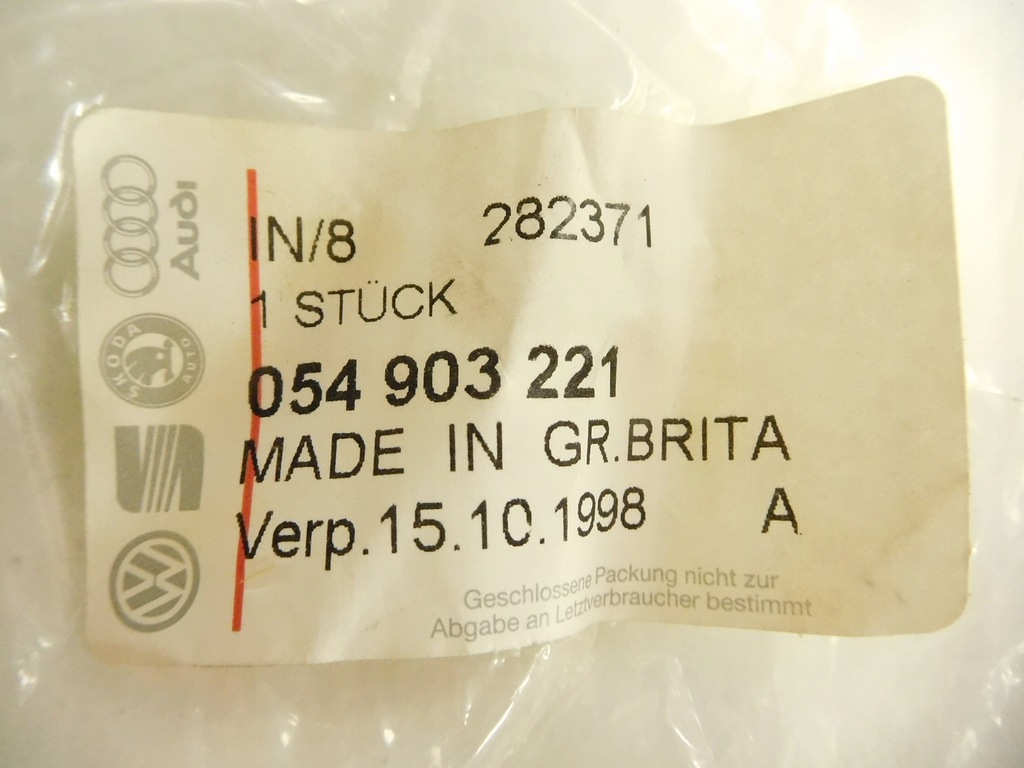 Audi
SKODA
AUTO
IN/8 282371
1 STÜCK
054 903 221
MADE IN GR.BRITA
Verp.15.10.1998 A
Geschlossene Packung nicht zur
Abgabe an Letztverbraucher bestimmt